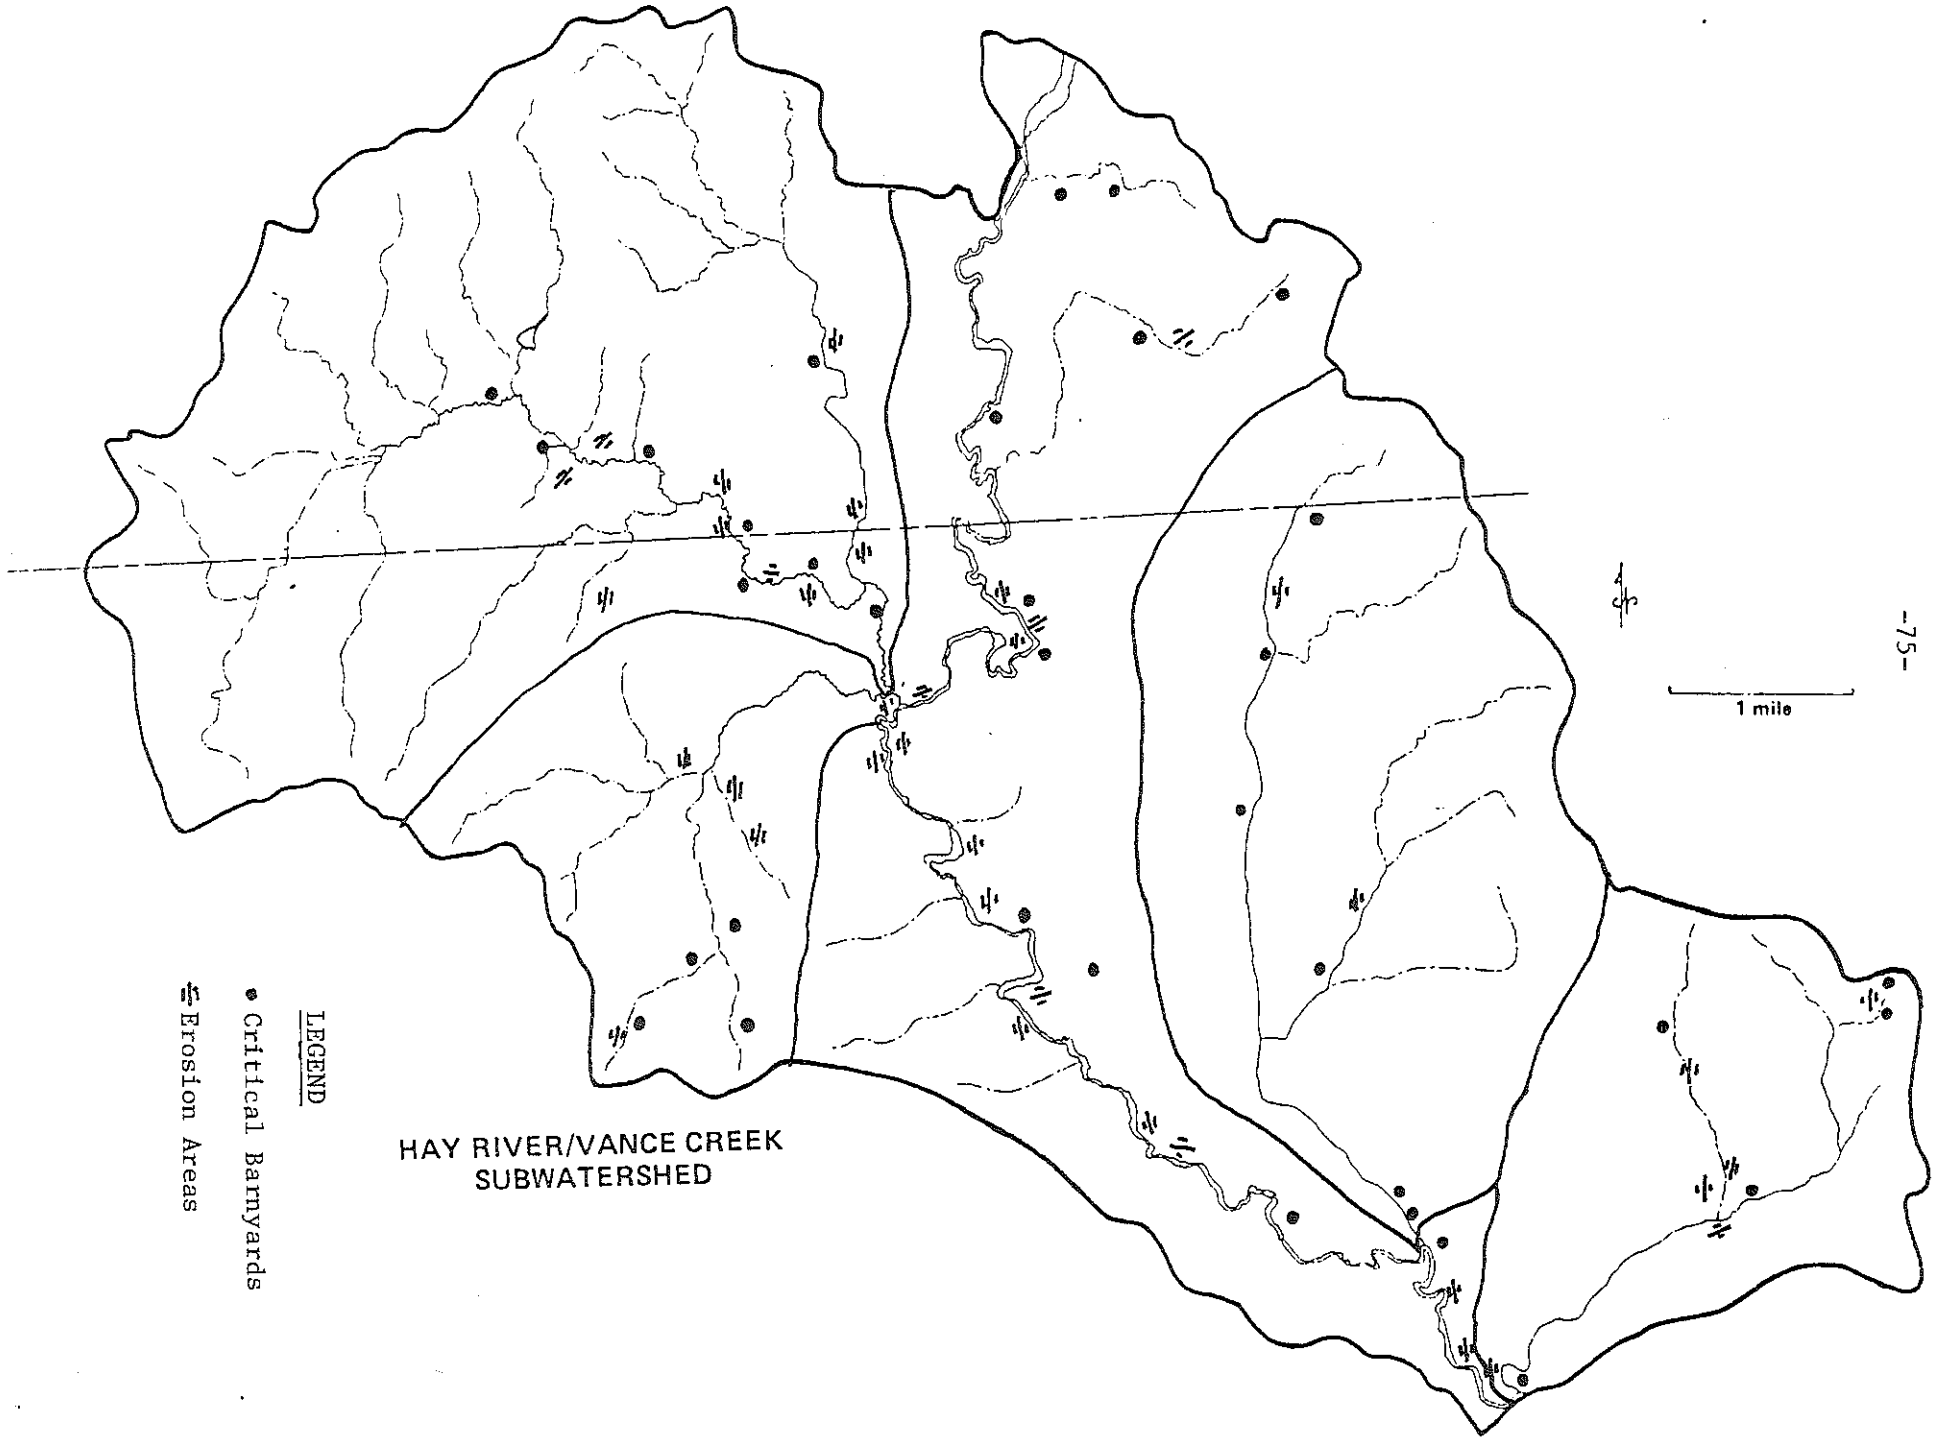 -75-
1 mile
LEGEND
Critical Barnyards
Erosion Areas
HAY RIVER/VANCE CREEK
SUBWATERSHED